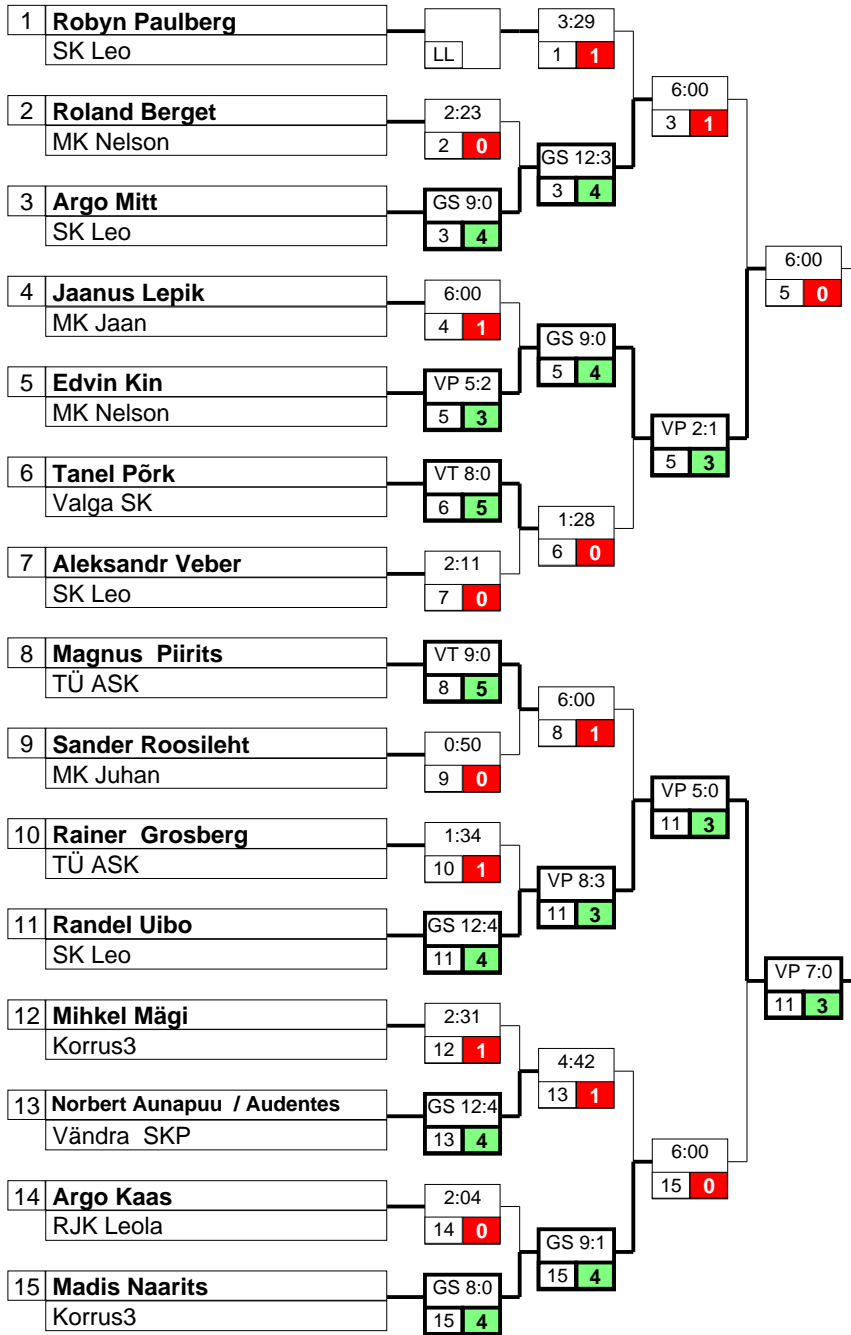 1 Robyn Paulberg
SK Leo
LL
3:29
1 1
6:00
3 1
2 Roland Berget
MK Nelson
2:23
2 0
GS 12:3
3 4
3 Argo Mitt
SK Leo
GS 9:0
3 4
6:00
5 0
4 Jaanus Lepik
MK Jaan
6:00
4 1
GS 9:0
5 4
5 Edvin Kin
MK Nelson
VP 5:2
5 3
VP 2:1
5 3
6 Tanel Põrk
Valga SK
VT 8:0
6 5
1:28
6 0
7 Aleksandr Veber
SK Leo
2:11
7 0
8 Magnus Piirits
TÜ ASK
VT 9:0
8 5
6:00
8 1
9 Sander Roosileht
MK Juhan
0:50
9 0
VP 5:0
11 3
10 Rainer Grosberg
TÜ ASK
1:34
10 1
VP 8:3
11 3
11 Randel Uibo
SK Leo
GS 12:4
11 4
VP 7:0
11 3
12 Mihkel Mägi
Korrus3
2:31
12 1
4:42
13 1
13 Norbert Aunapuu / Audentes
Vändra SKP
GS 12:4
13 4
6:00
15 0
14 Argo Kaas
RJK Leola
2:04
14 0
GS 9:1
15 4
15 Madis Naarits
Korrus3
GS 8:0
15 4